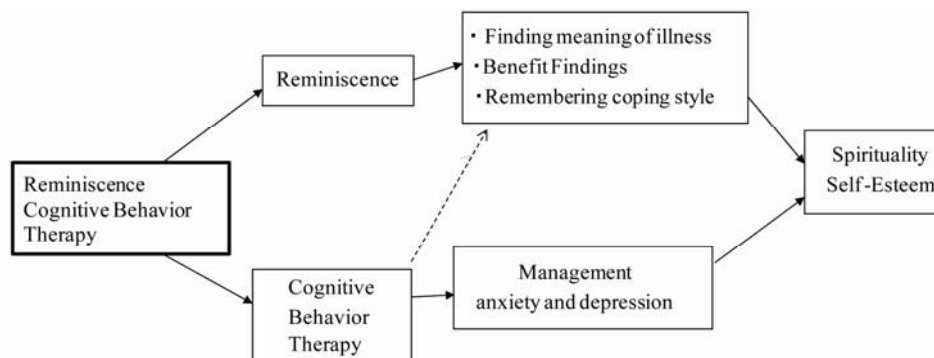 Reminiscence
Cognitive Behavior
Therapy
Reminiscence
・Finding meaning of illness
・Benefit Findings
・Remembering coping style
Cognitive
Behavior
Therapy
Management
anxiety and depression
Spirituality
Self-Esteem